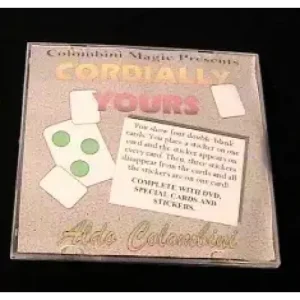 Colombini Magic Presents
CORDIALLY
YOURS
You show four double blank
cards. You place a sticker on one
card and the sticker appears on
every card. Then, three stickers
disappear from the cards and all
the stickers are on one card!
COMPLETE WITH DVD,
SPECIAL CARDS AND
STICKERS.
Aldo Colombini